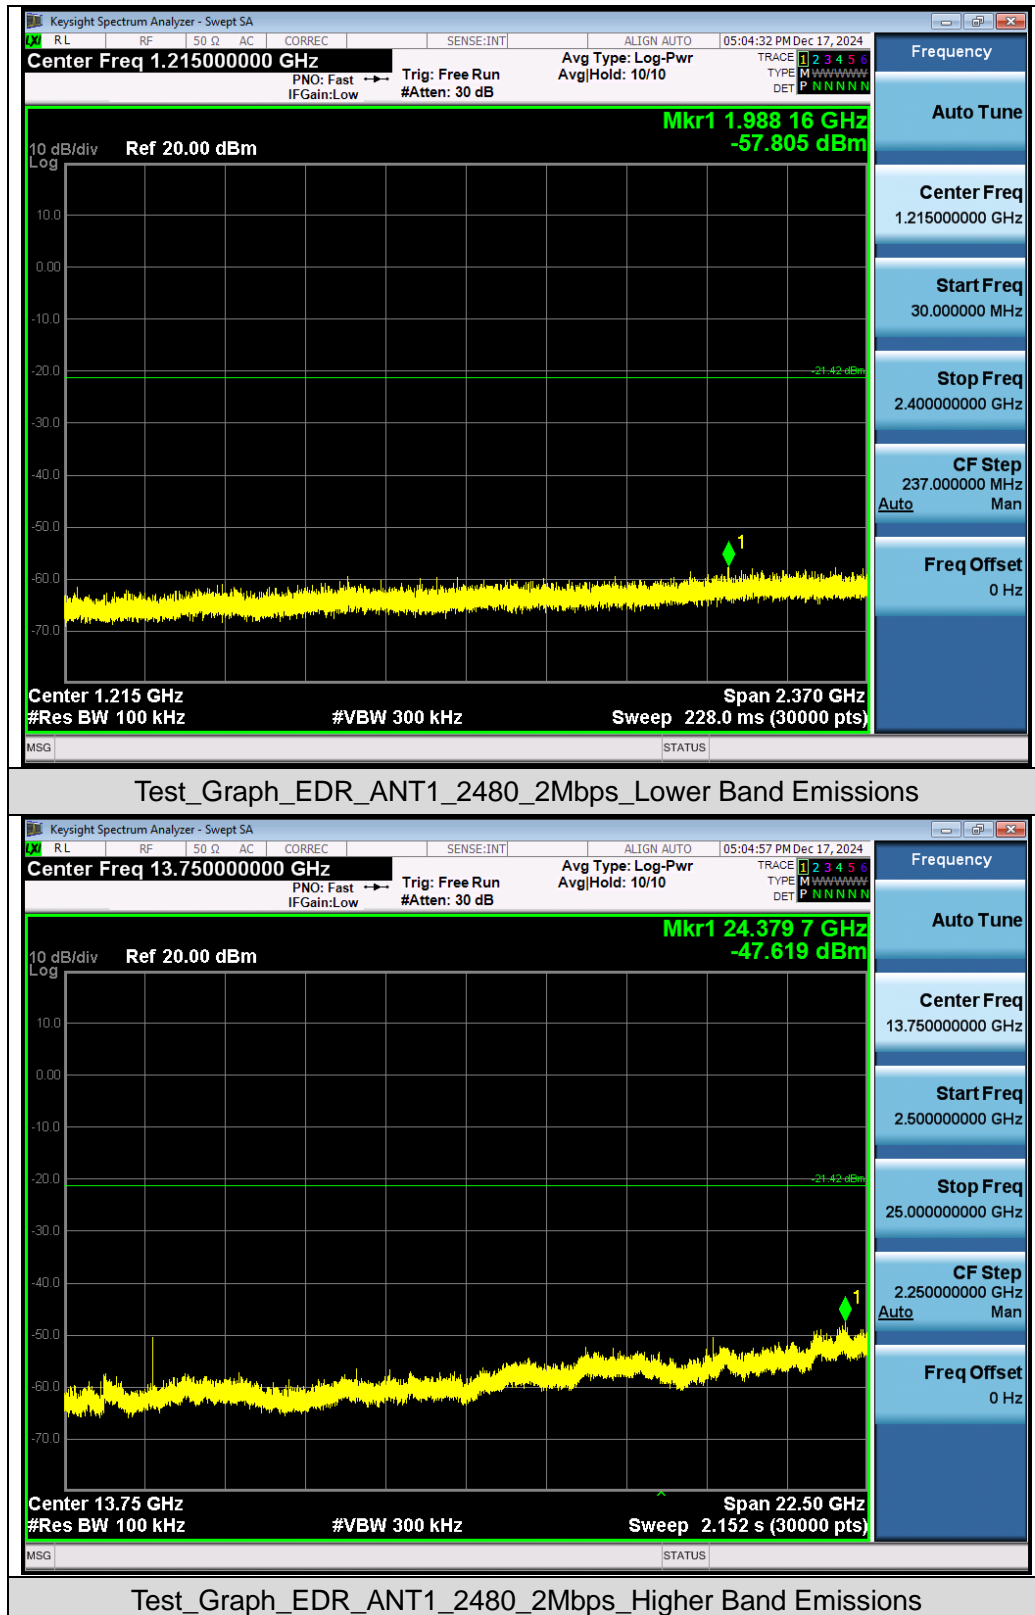 Keysight Spectrum Analyzer - Swept SA
LXI RL RF 50 Ω AC CORREC SENSE:INT ALIGN AUTO 05:04:32 PM Dec 17, 2024
Center Freq 1.215000000 GHz
PNO: Fast
IFGain:Low
Trig: Free Run
#Atten: 30 dB
Avg Type: Log-Pwr
Avg|Hold: 10/10
TRACE 1 2 3 4 5 6
TYPE M WWWWW
DET P N N N N N
Mkr1 1.988 16 GHz
-57.805 dBm
10 dB/div Ref 20.00 dBm
Log
10.0
0.00
-10.0
-20.0
-21.42 dBm
-30.0
-40.0
-50.0
1
-60.0
-70.0
Center 1.215 GHz Span 2.370 GHz
#Res BW 100 kHz #VBW 300 kHz Sweep 228.0 ms (30000 pts)
MSG STATUS
Frequency
Auto Tune
Center Freq
1.215000000 GHz
Start Freq
30.000000 MHz
Stop Freq
2.400000000 GHz
CF Step
237.000000 MHz
Auto Man
Freq Offset
0 Hz
Test_Graph_EDR_ANT1_2480_2Mbps_Lower Band Emissions
Keysight Spectrum Analyzer - Swept SA
LXI RL RF 50 Ω AC CORREC SENSE:INT ALIGN AUTO 05:04:57 PM Dec 17, 2024
Center Freq 13.750000000 GHz
PNO: Fast
IFGain:Low
Trig: Free Run
#Atten: 30 dB
Avg Type: Log-Pwr
Avg|Hold: 10/10
TRACE 1 2 3 4 5 6
TYPE M WWWWW
DET P N N N N N
Mkr1 24.379 7 GHz
-47.619 dBm
10 dB/div Ref 20.00 dBm
Log
10.0
0.00
-10.0
-20.0
-21.42 dBm
-30.0
-40.0
1
-50.0
-60.0
-70.0
Center 13.75 GHz Span 22.50 GHz
#Res BW 100 kHz #VBW 300 kHz Sweep 2.152 s (30000 pts)
MSG STATUS
Frequency
Auto Tune
Center Freq
13.750000000 GHz
Start Freq
2.500000000 GHz
Stop Freq
25.000000000 GHz
CF Step
2.250000000 GHz
Auto Man
Freq Offset
0 Hz
Test_Graph_EDR_ANT1_2480_2Mbps_Higher Band Emissions